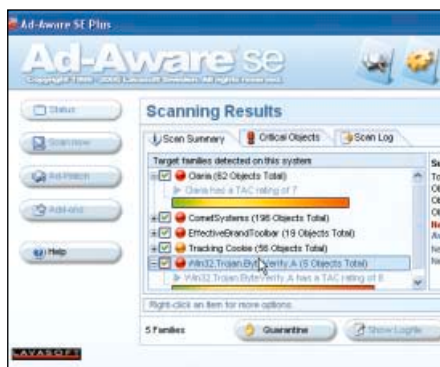 Ad-Aware SE Plus
Ad-Aware SE
Status
Scan now
Ad-Watch
Add-ons
Help
Scanning Results
Scan Summary
Critical Objects
Scan Log
Target families detected on this system
Claria (62 Objects Total)
Claria has a TAC rating of 7
CometSystems (198 Objects Total)
EffectiveBrandToolbar (19 Objects Total)
Tracking Cookie (56 Objects Total)
Win32.Trojan.ByteVerify.A (5 Objects Total)
Win32.Trojan.ByteVerify.A has a TAC rating of 8
Right-click an item for more options.
5 Families
Quarantine
Show Logfile
LAVASOFT